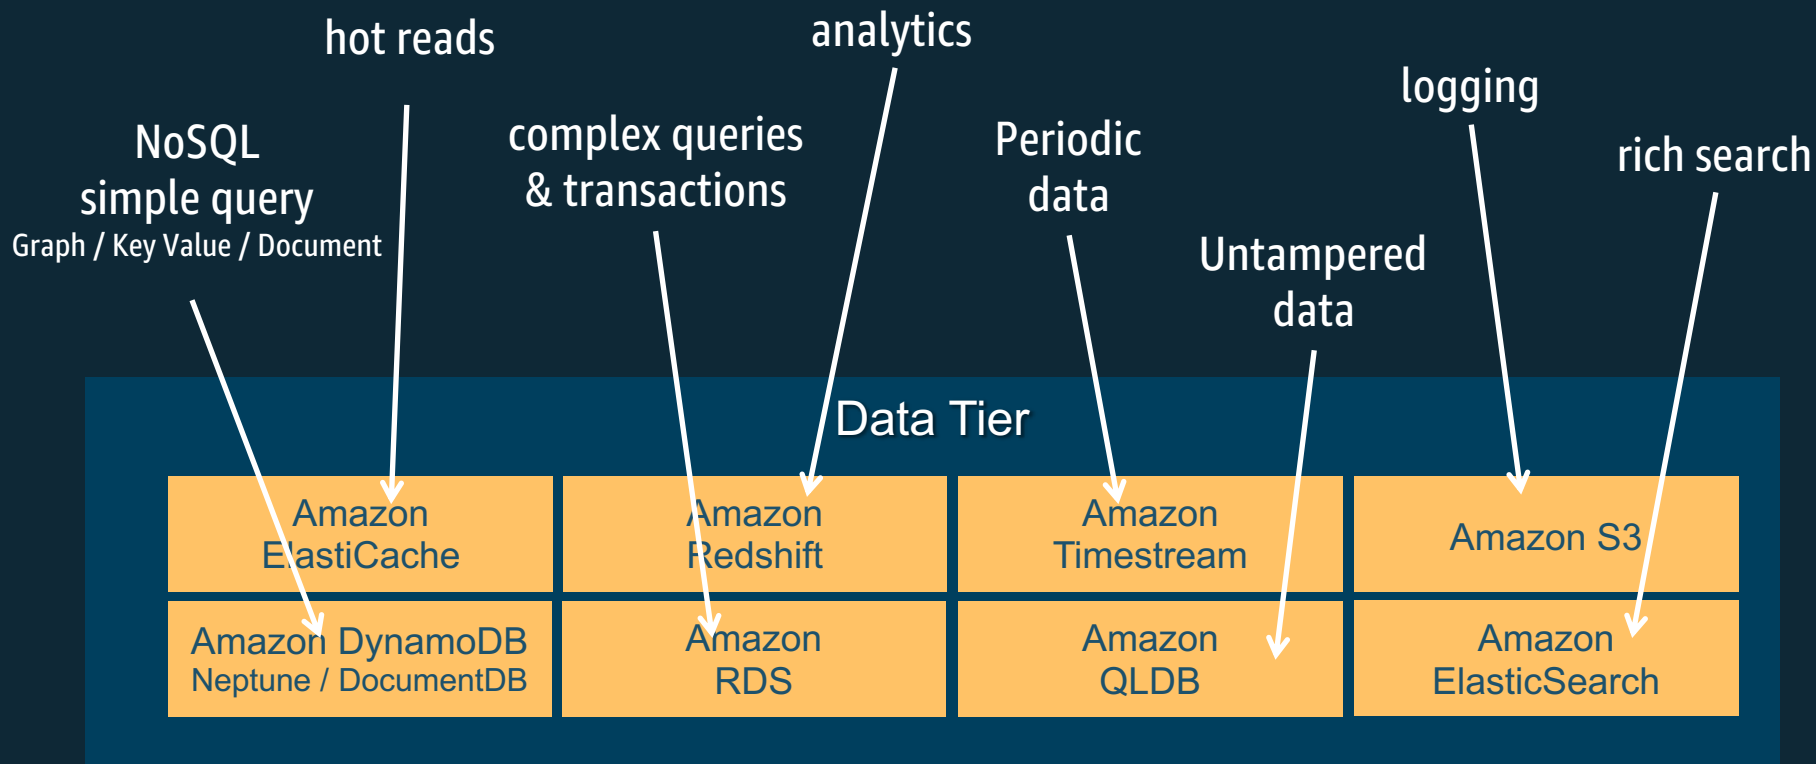 hot reads
analytics
logging
NoSQL
simple query
Graph / Key Value / Document
complex queries
& transactions
Periodic
data
rich search
Untampered
data
Data Tier
Amazon
ElastiCache
Amazon
Redshift
Amazon
Timestream
Amazon S3
Amazon DynamoDB
Neptune / DocumentDB
Amazon
RDS
Amazon
QLDB
Amazon
ElasticSearch